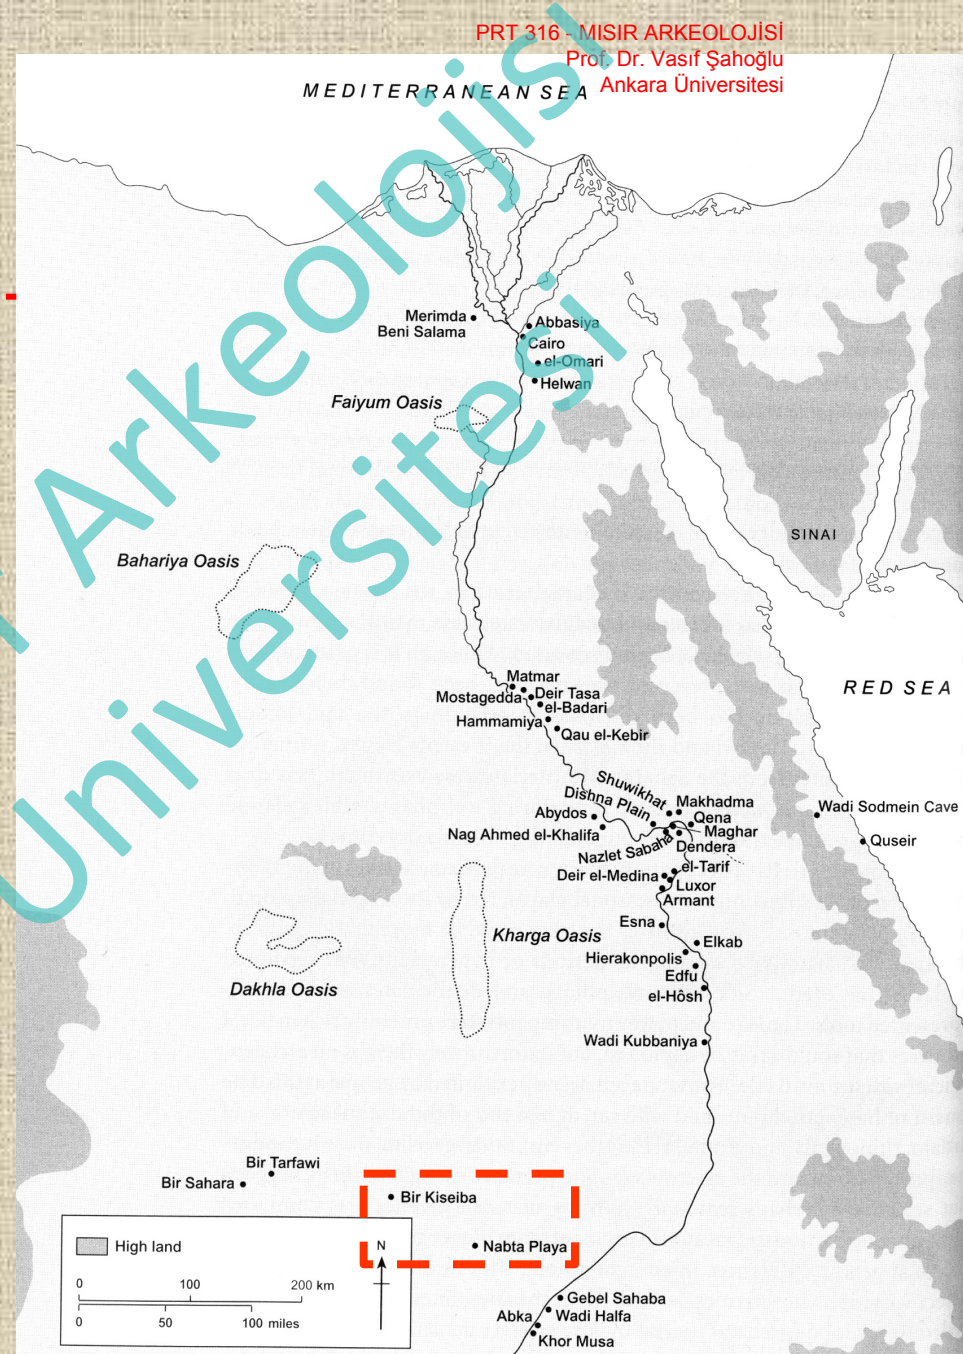 PRT 316 - MISIR ARKEOLOJİSİ
Prof. Dr. Vasıf Şahoğlu
Ankara Üniversitesi
MEDITERRANEAN SEA
Arkeolojisi
Üniversitesi
Merimda
Beni Salama
Abbasiya
Cairo
el-Omari
Helwan
Faiyum Oasis
SINAI
Bahariya Oasis
RED SEA
Matmar
Mostagedda
Deir Tasa
el-Badari
Hammamiya
Qau el-Kebir
Shuwikhat
Dishna Plain
Makhadma
Abydos
Qena
Wadi Sodmein Cave
Nag Ahmed el-Khalifa
Maghar
Quseir
Nazlet Sabaha
Dendera
el-Tarif
Deir el-Medina
Luxor
Armant
Esna
Kharga Oasis
Elkab
Hierakonpolis
Edfu
Dakhla Oasis
el-Hôsh
Wadi Kubbaniya
Bir Tarfawi
Bir Sahara
Bir Kiseiba
High land
N
Nabta Playa
0 100 200 km
0 50 100 miles
Gebel Sahaba
Abka
Wadi Halfa
Khor Musa